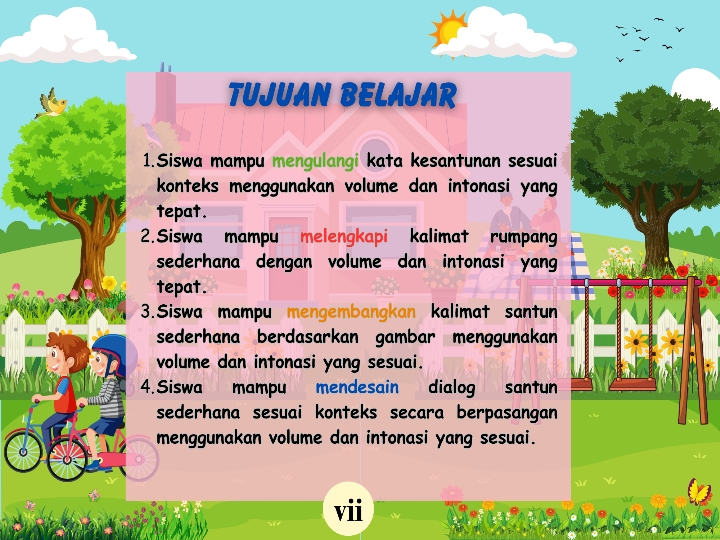 TUJUAN BELAJAR
1.Siswa mampu mengulangi kata kesantunan sesuai
konteks menggunakan volume dan intonasi yang
tepat.
2.Siswa mampu melengkapi kalimat rumpang
sederhana dengan volume dan intonasi yang
tepat.
3.Siswa mampu mengembangkan kalimat santun
sederhana berdasarkan gambar menggunakan
volume dan intonasi yang sesuai.
4.Siswa mampu mendesain dialog santun
sederhana sesuai konteks secara berpasangan
menggunakan volume dan intonasi yang sesuai.
vii